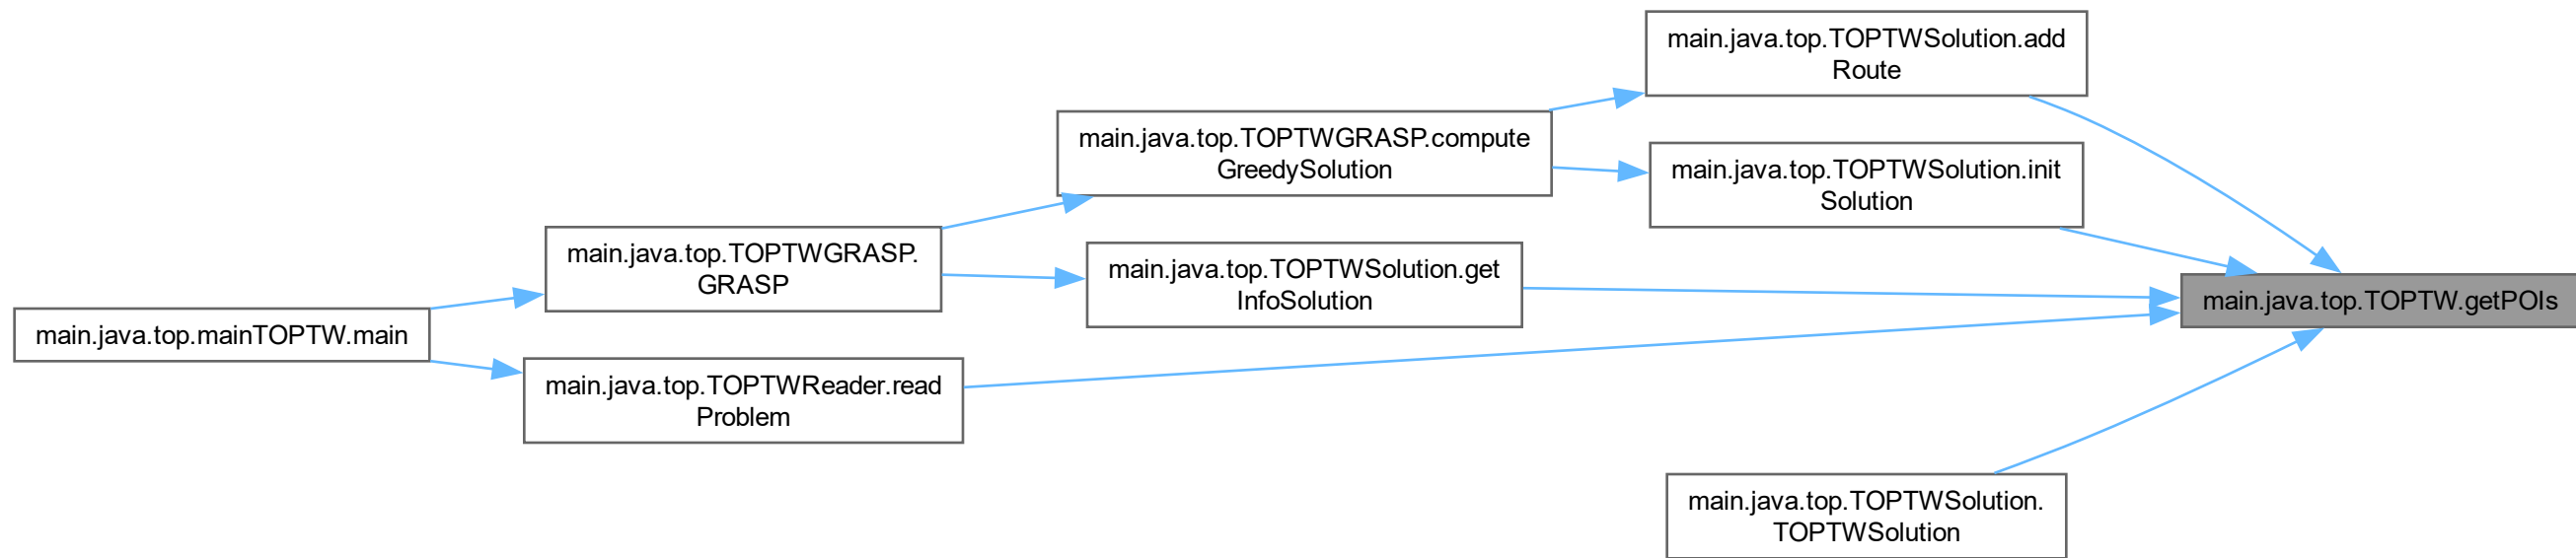 main.java.top.TOPTWSolution.add
Route
main.java.top.TOPTWGRASP.compute
GreedySolution
main.java.top.TOPTWSolution.init
Solution
main.java.top.TOPTWGRASP.
GRASP
main.java.top.TOPTWSolution.get
InfoSolution
main.java.top.TOPTW.getPOIs
main.java.top.mainTOPTW.main
main.java.top.TOPTWReader.read
Problem
main.java.top.TOPTWSolution.
TOPTWSolution